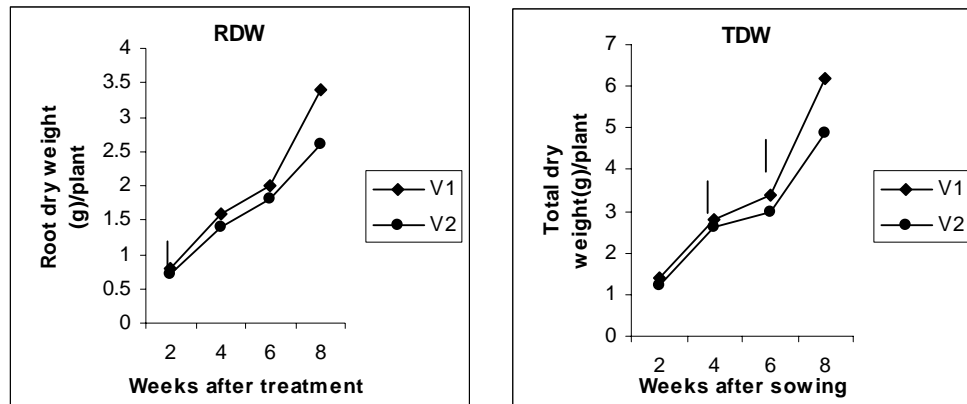 RDW
4
3.5
3
2.5
2
1.5
1
0.5
0
Root dry weight
(g)/plant
2 4 6 8
Weeks after treatment
V1
V2
TDW
7
6
5
4
3
2
1
0
Total dry
weight(g)/plant
2 4 6 8
Weeks after sowing
V1
V2